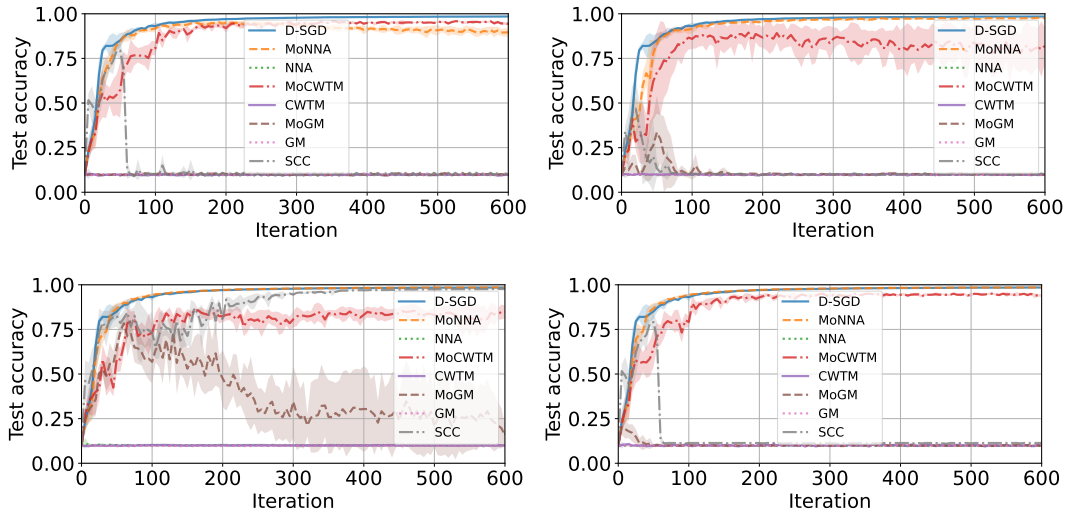 Test accuracy
1.00
0.75
0.50
0.25
0.00
D-SGD
MoNNA
NNA
MoCWTM
CWTM
MoGM
GM
SCC
0 100 200 300 400 500 600
Iteration
Test accuracy
1.00
0.75
0.50
0.25
0.00
D-SGD
MoNNA
NNA
MoCWTM
CWTM
MoGM
GM
SCC
0 100 200 300 400 500 600
Iteration
Test accuracy
1.00
0.75
0.50
0.25
0.00
D-SGD
MoNNA
NNA
MoCWTM
CWTM
MoGM
GM
SCC
0 100 200 300 400 500 600
Iteration
Test accuracy
1.00
0.75
0.50
0.25
0.00
D-SGD
MoNNA
NNA
MoCWTM
CWTM
MoGM
GM
SCC
0 100 200 300 400 500 600
Iteration